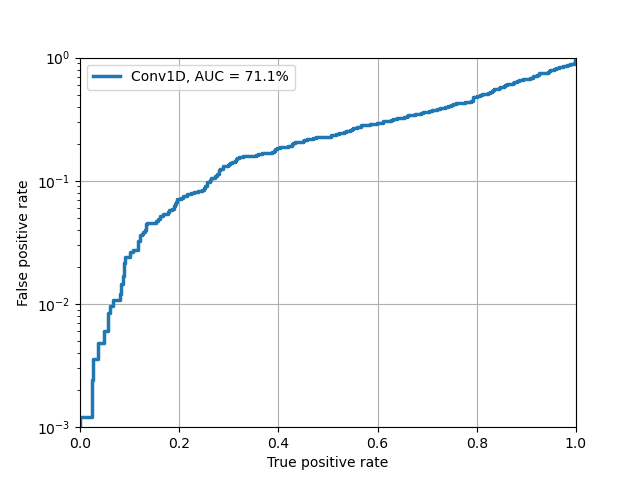 Conv1D, AUC = 71.1%
10⁰
10⁻¹
10⁻²
10⁻³
False positive rate
0.0 0.2 0.4 0.6 0.8 1.0
True positive rate